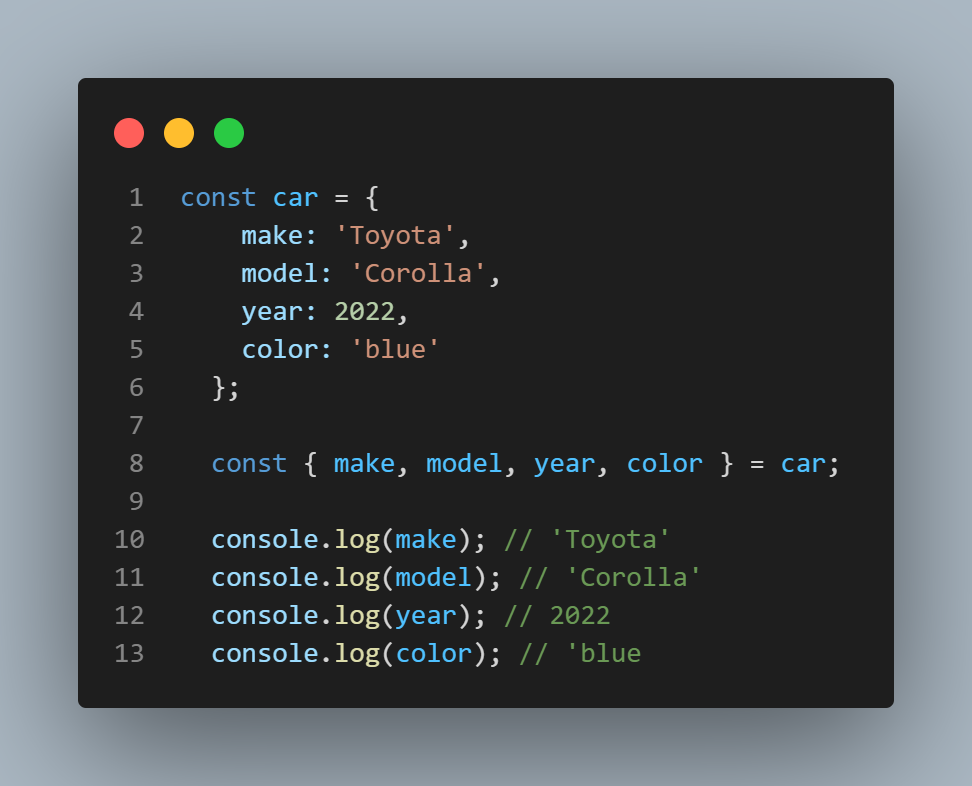 1 const car = {
2     make: 'Toyota',
3     model: 'Corolla',
4     year: 2022,
5     color: 'blue'
6   };
7
8   const { make, model, year, color } = car;
9
10   console.log(make); // 'Toyota'
11   console.log(model); // 'Corolla'
12   console.log(year); // 2022
13   console.log(color); // 'blue